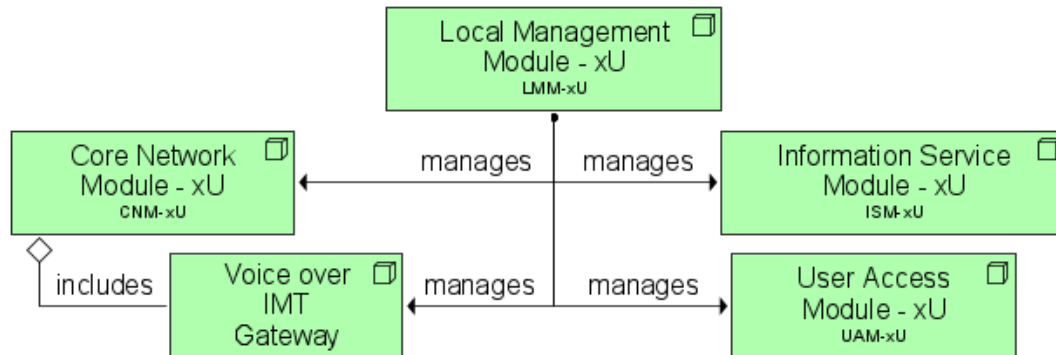 Local Management
Module - xU
LMM-xU
Core Network
Module - xU
CNM-xU
manages
manages
Information Service
Module - xU
ISM-xU
includes
Voice over
IMT
Gateway
manages
manages
User Access
Module - xU
UAM-xU